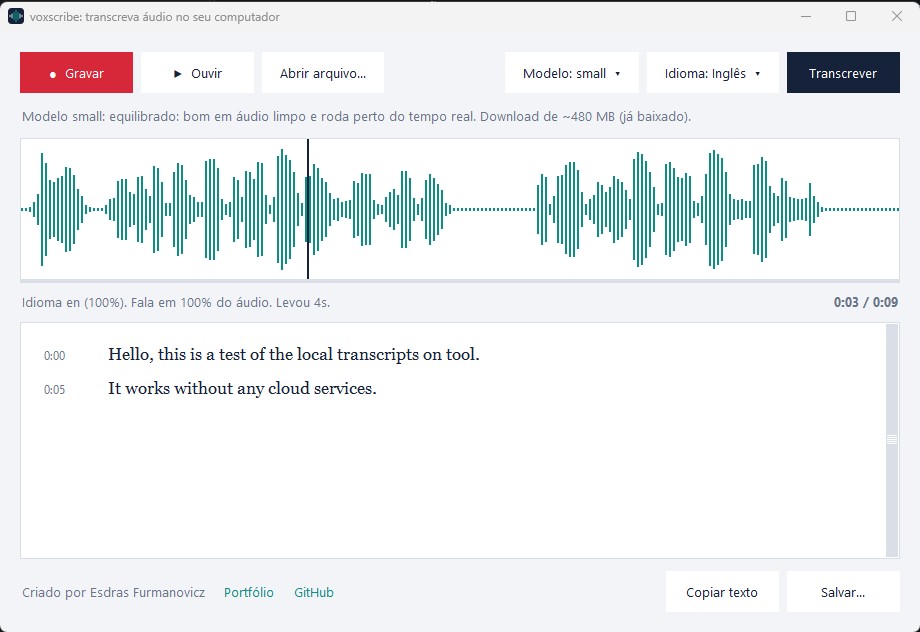 voxscribe: transcreva áudio no seu computador
● Gravar
► Ouvir
Abrir arquivo...
Modelo: small ▾
Idioma: Inglês ▾
Transcrever
Modelo small: equilibrado: bom em áudio limpo e roda perto do tempo real. Download de ~480 MB (já baixado).
Idioma en (100%). Fala em 100% do áudio. Levou 4s.
0:03 / 0:09
0:00 Hello, this is a test of the local transcripts on tool.
0:05 It works without any cloud services.
Criado por Esdras Furmanovicz
Portfólio
GitHub
Copiar texto
Salvar...